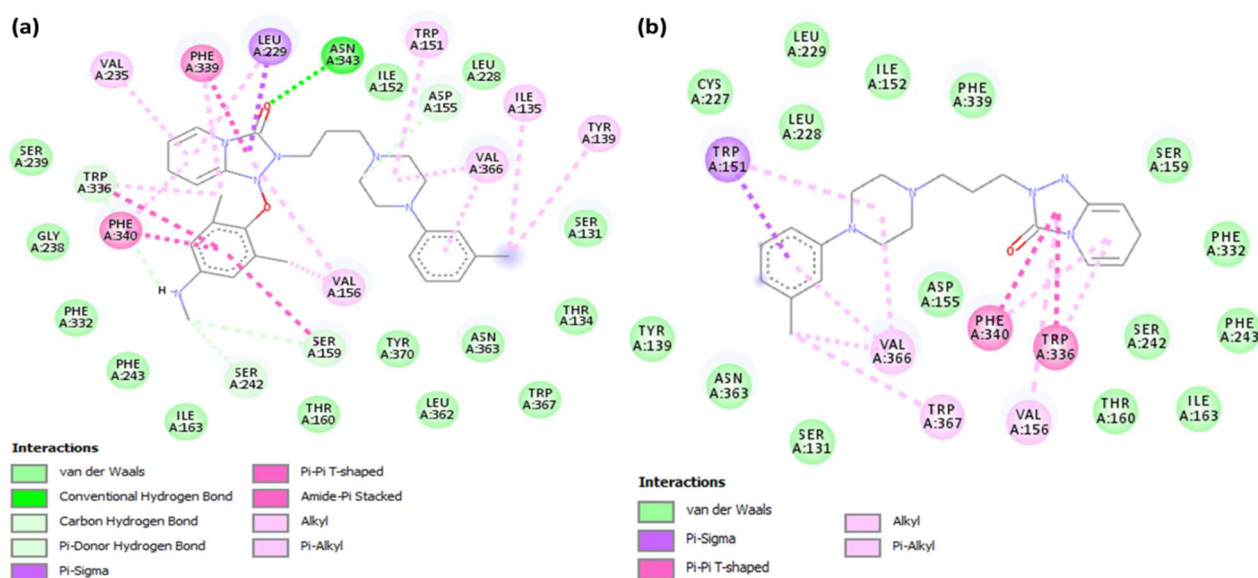 (a)
LEU
A:229
ASN
A:343
TRP
A:151
PHE
A:339
VAL
A:235
ILE
A:152
LEU
A:228
ASP
A:155
ILE
A:135
TYR
A:139
O
N
N
N
N
SER
A:239
TRP
A:336
VAL
A:366
O
PHE
A:340
GLY
A:238
N
SER
A:131
VAL
A:156
H
N
PHE
A:332
THR
A:134
SER
A:159
TYR
A:370
ASN
A:363
PHE
A:243
SER
A:242
ILE
A:163
THR
A:160
LEU
A:362
TRP
A:367
Interactions
van der Waals
Conventional Hydrogen Bond
Carbon Hydrogen Bond
Pi-Donor Hydrogen Bond
Pi-Sigma
Pi-Pi T-shaped
Amide-Pi Stacked
Alkyl
Pi-Alkyl
(b)
LEU
A:229
ILE
A:152
CYS
A:227
PHE
A:339
LEU
A:228
TRP
A:151
SER
A:159
N
N
N
N
N
O
PHE
A:332
ASP
A:155
PHE
A:340
TRP
A:336
SER
A:242
PHE
A:243
TYR
A:139
VAL
A:366
ASN
A:363
TRP
A:367
VAL
A:156
THR
A:160
ILE
A:163
SER
A:131
Interactions
van der Waals
Pi-Sigma
Pi-Pi T-shaped
Alkyl
Pi-Alkyl